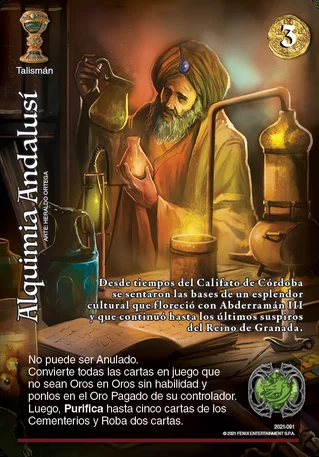 3
Talismán
Alquimia Andalusí
ARTE: HERALDO ORTEGA
Desde tiempos del Califato de Córdoba
se sentaron las bases de un esplendor
cultural que floreció con Abderramán III
y que continuó hasta los últimos suspiros
del Reino de Granada.
No puede ser Anulado.
Convierte todas las cartas en juego que
no sean Oros en Oros sin habilidad y
ponlos en el Oro Pagado de su controlador.
Luego, Purifica hasta cinco cartas de los
Cementerios y Roba dos cartas.
2021-091
© 2021 FENIX ENTERTAINMENT S.P.A.